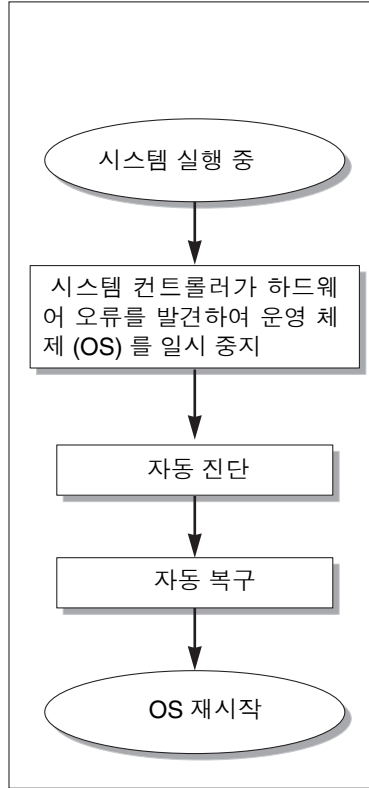 시스템 실행 중
시스템 컨트롤러가 하드웨
어 오류를 발견하여 운영 체
제 (OS) 를 일시 중지
자동 진단
자동 복구
OS 재시작